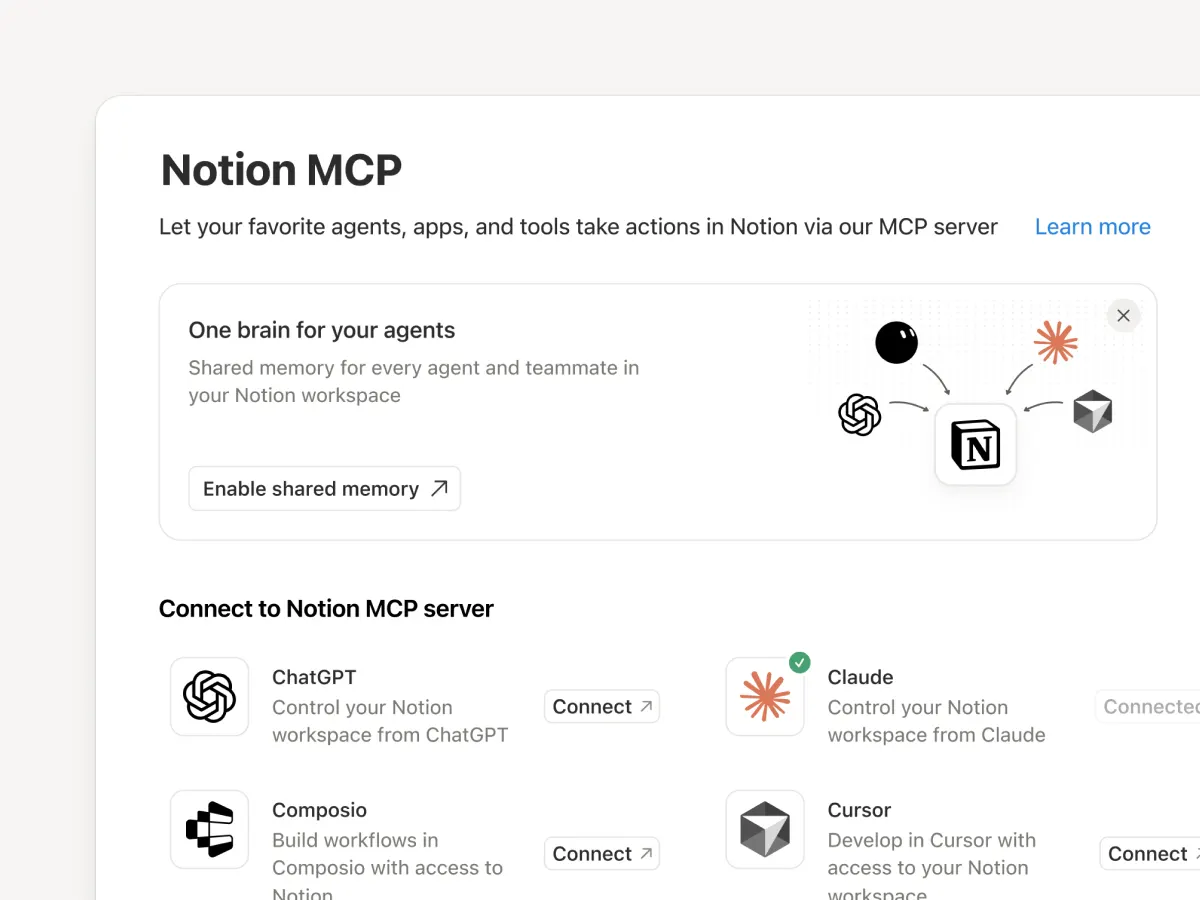 Notion MCP
Let your favorite agents, apps, and tools take actions in Notion via our MCP server Learn more
One brain for your agents
Shared memory for every agent and teammate in
your Notion workspace
N
Enable shared memory
Connect to Notion MCP server
ChatGPT
Control your Notion
workspace from ChatGPT
Connect
Claude
Control your Notion
workspace from Claude
Connected
Composio
Build workflows in
Composio with access to
Notion
Connect
Cursor
Develop in Cursor with
access to your Notion
workspace
Connect